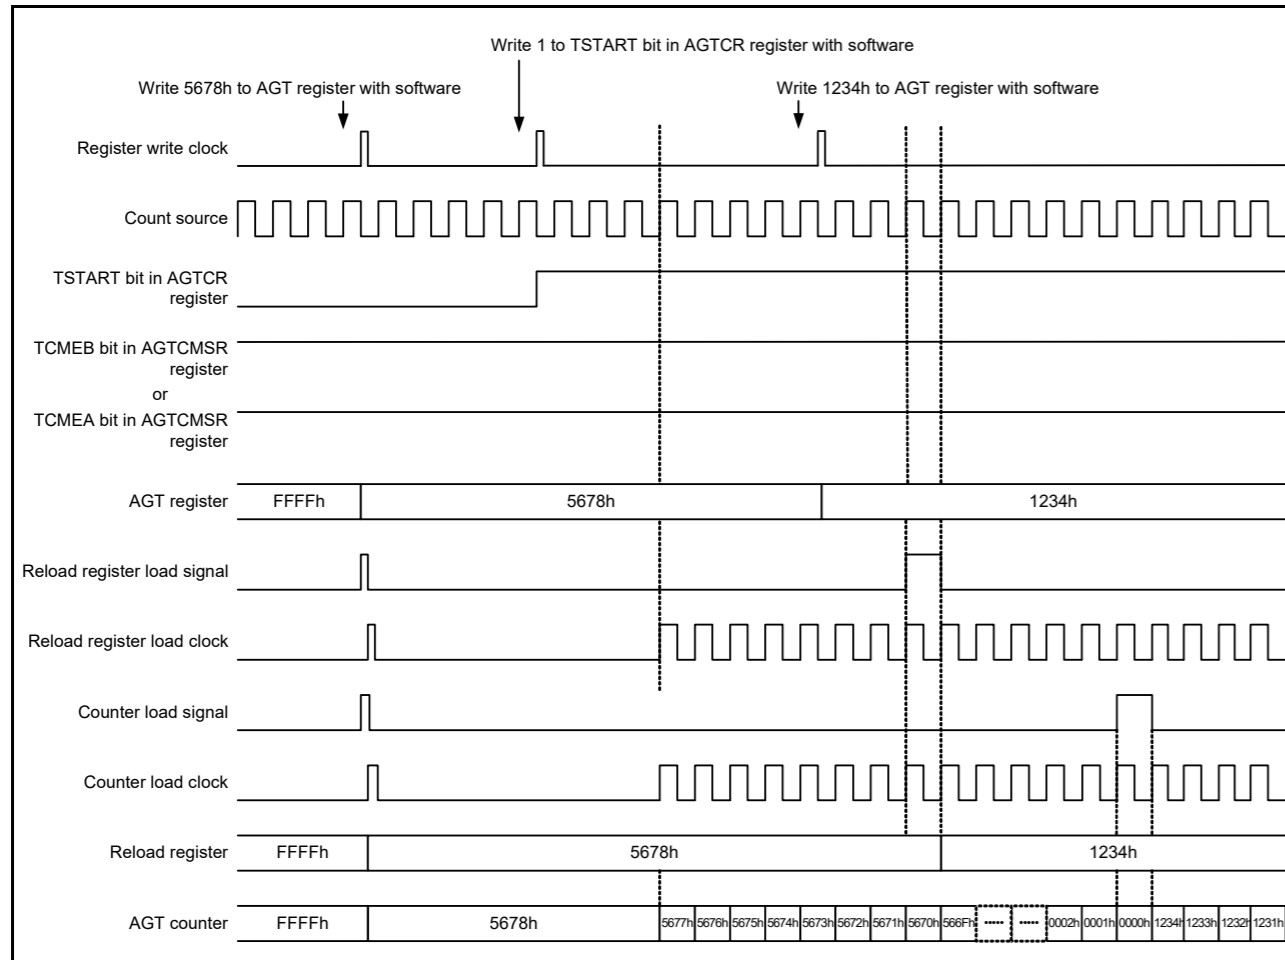 Write 1 to TSTART bit in AGTCR register with software
Write 5678h to AGT register with software
Write 1234h to AGT register with software
Register write clock
Count source
TSTART bit in AGTCR
register
TCMEB bit in AGTCMSR
register
or
TCMEA bit in AGTCMSR
register
AGT register
FFFFh
5678h
1234h
Reload register load signal
Reload register load clock
Counter load signal
Counter load clock
Reload register
FFFFh
5678h
1234h
AGT counter
FFFFh
5678h
5677h
5676h
5675h
5674h
5673h
5672h
5671h
5670h
566Fh
0002h
0001h
0000h
1234h
1233h
1232h
1231h